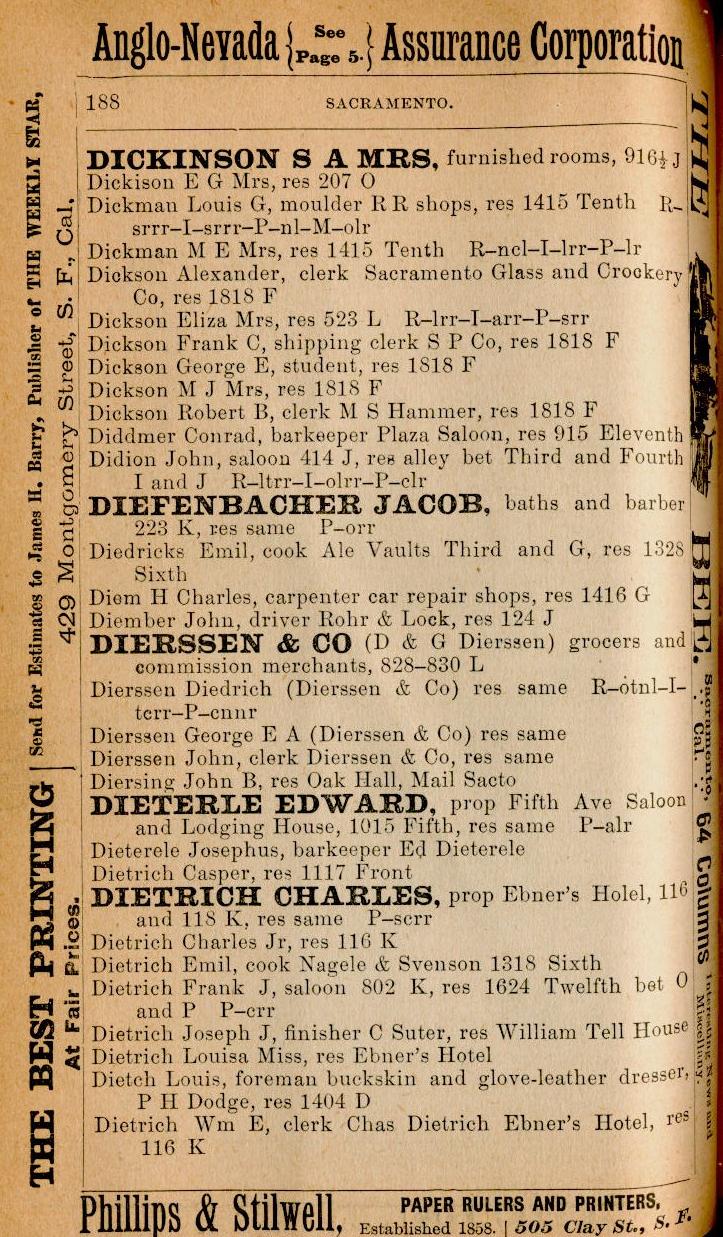 Anglo-Nevada { See Page 5. } Assurance Corporation
188 SACRAMENTO.
DICKINSON S A MRS, furnished rooms, 916½ J
Dickison E G Mrs, res 207 O
Dickman Louis G, moulder R R shops, res 1415 Tenth R-
srrr-I-srrr-P-nl-M-olr
Dickman M E Mrs, res 1415 Tenth R-ncl-I-lrr-P-lr
Dickson Alexander, clerk Sacramento Glass and Crockery
Co, res 1818 F
Dickson Eliza Mrs, res 523 L R-lrr-I-arr-P-srr
Dickson Frank C, shipping clerk S P Co, res 1818 F
Dickson George E, student, res 1818 F
Dickson M J Mrs, res 1818 F
Dickson Robert B, clerk M S Hammer, res 1818 F
Diddmer Conrad, barkeeper Plaza Saloon, res 915 Eleventh
Didion John, saloon 414 J, res alley bet Third and Fourth
I and J R-ltrr-I-olrr-P-clr
DIEFENBACHER JACOB, baths and barber
223 K, res same P-orr
Diedricks Emil, cook Ale Vaults Third and G, res 1328
Sixth
Diem H Charles, carpenter car repair shops, res 1416 G
Diember John, driver Rohr & Lock, res 124 J
DIERSSEN & CO (D & G Dierssen) grocers and
commission merchants, 828-830 L
Dierssen Diedrich (Dierssen & Co) res same R-otnl-I-
tcrr-P-cnnr
Dierssen George E A (Dierssen & Co) res same
Dierssen John, clerk Dierssen & Co, res same
Diersing John B, res Oak Hall, Mail Sacto
DIETERLE EDWARD, prop Fifth Ave Saloon
and Lodging House, 1015 Fifth, res same P-alr
Dieterele Josephus, barkeeper Ed Dieterele
Dietrich Casper, res 1117 Front
DIETRICH CHARLES, prop Ebner's Holel, 116
and 118 K, res same P-scrr
Dietrich Charles Jr, res 116 K
Dietrich Emil, cook Nagele & Svenson 1318 Sixth
Dietrich Frank J, saloon 802 K, res 1624 Twelfth bet O
and P P-crr
Dietrich Joseph J, finisher C Suter, res William Tell House
Dietrich Louisa Miss, res Ebner's Hotel
Dietch Louis, foreman buckskin and glove-leather dresser,
P H Dodge, res 1404 D
Dietrich Wm E, clerk Chas Dietrich Ebner's Hotel, res
116 K
THE BEST PRINTING
At Fair Prices.
Send for Estimates to James H. Barry, Publisher of THE WEEKLY STAR,
429 Montgomery Street, S. F., Cal.
THE
BEE.
Sacramento,
Cal.
64 Columns
Interesting News and
Miscellany.
Phillips & Stilwell,
PAPER RULERS AND PRINTERS,
Established 1858. | 505 Clay St., S. F.